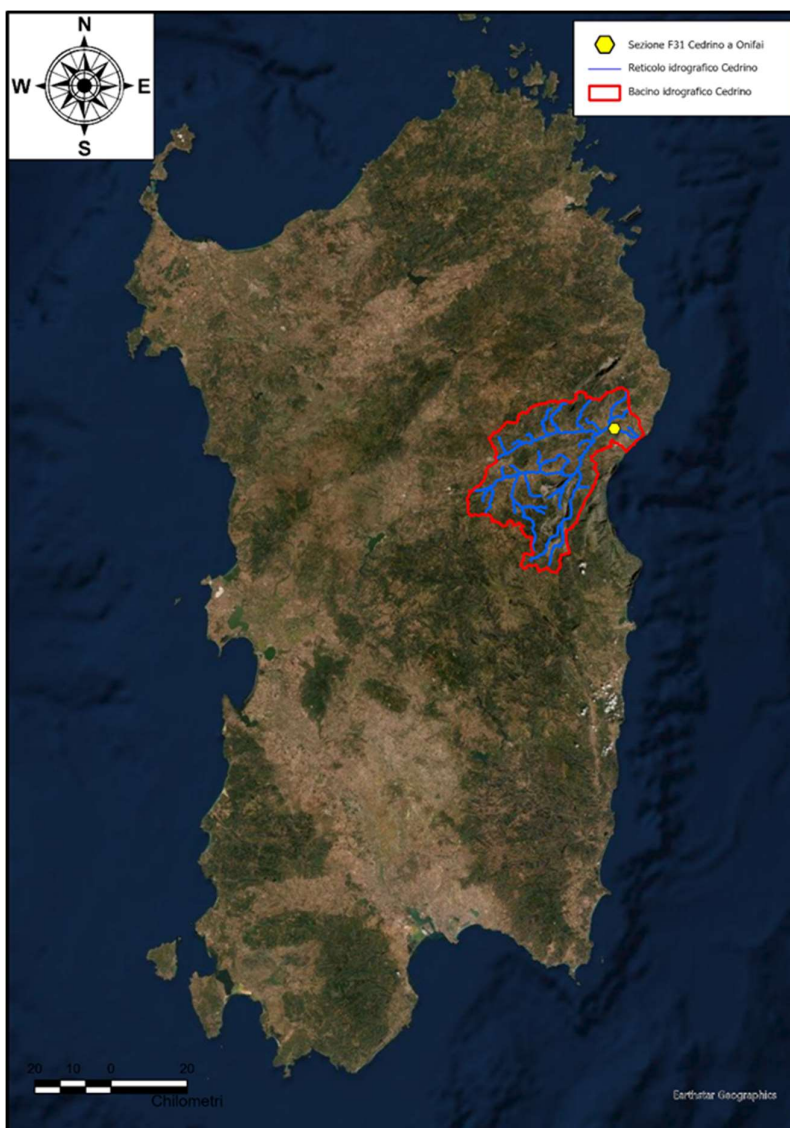 N
W
E
S
Sezione F31 Cedrino a Onifai
Reticolo idrografico Cedrino
Bacino idrografico Cedrino
20 10 0 20
Chilometri
Earthstar Geographics